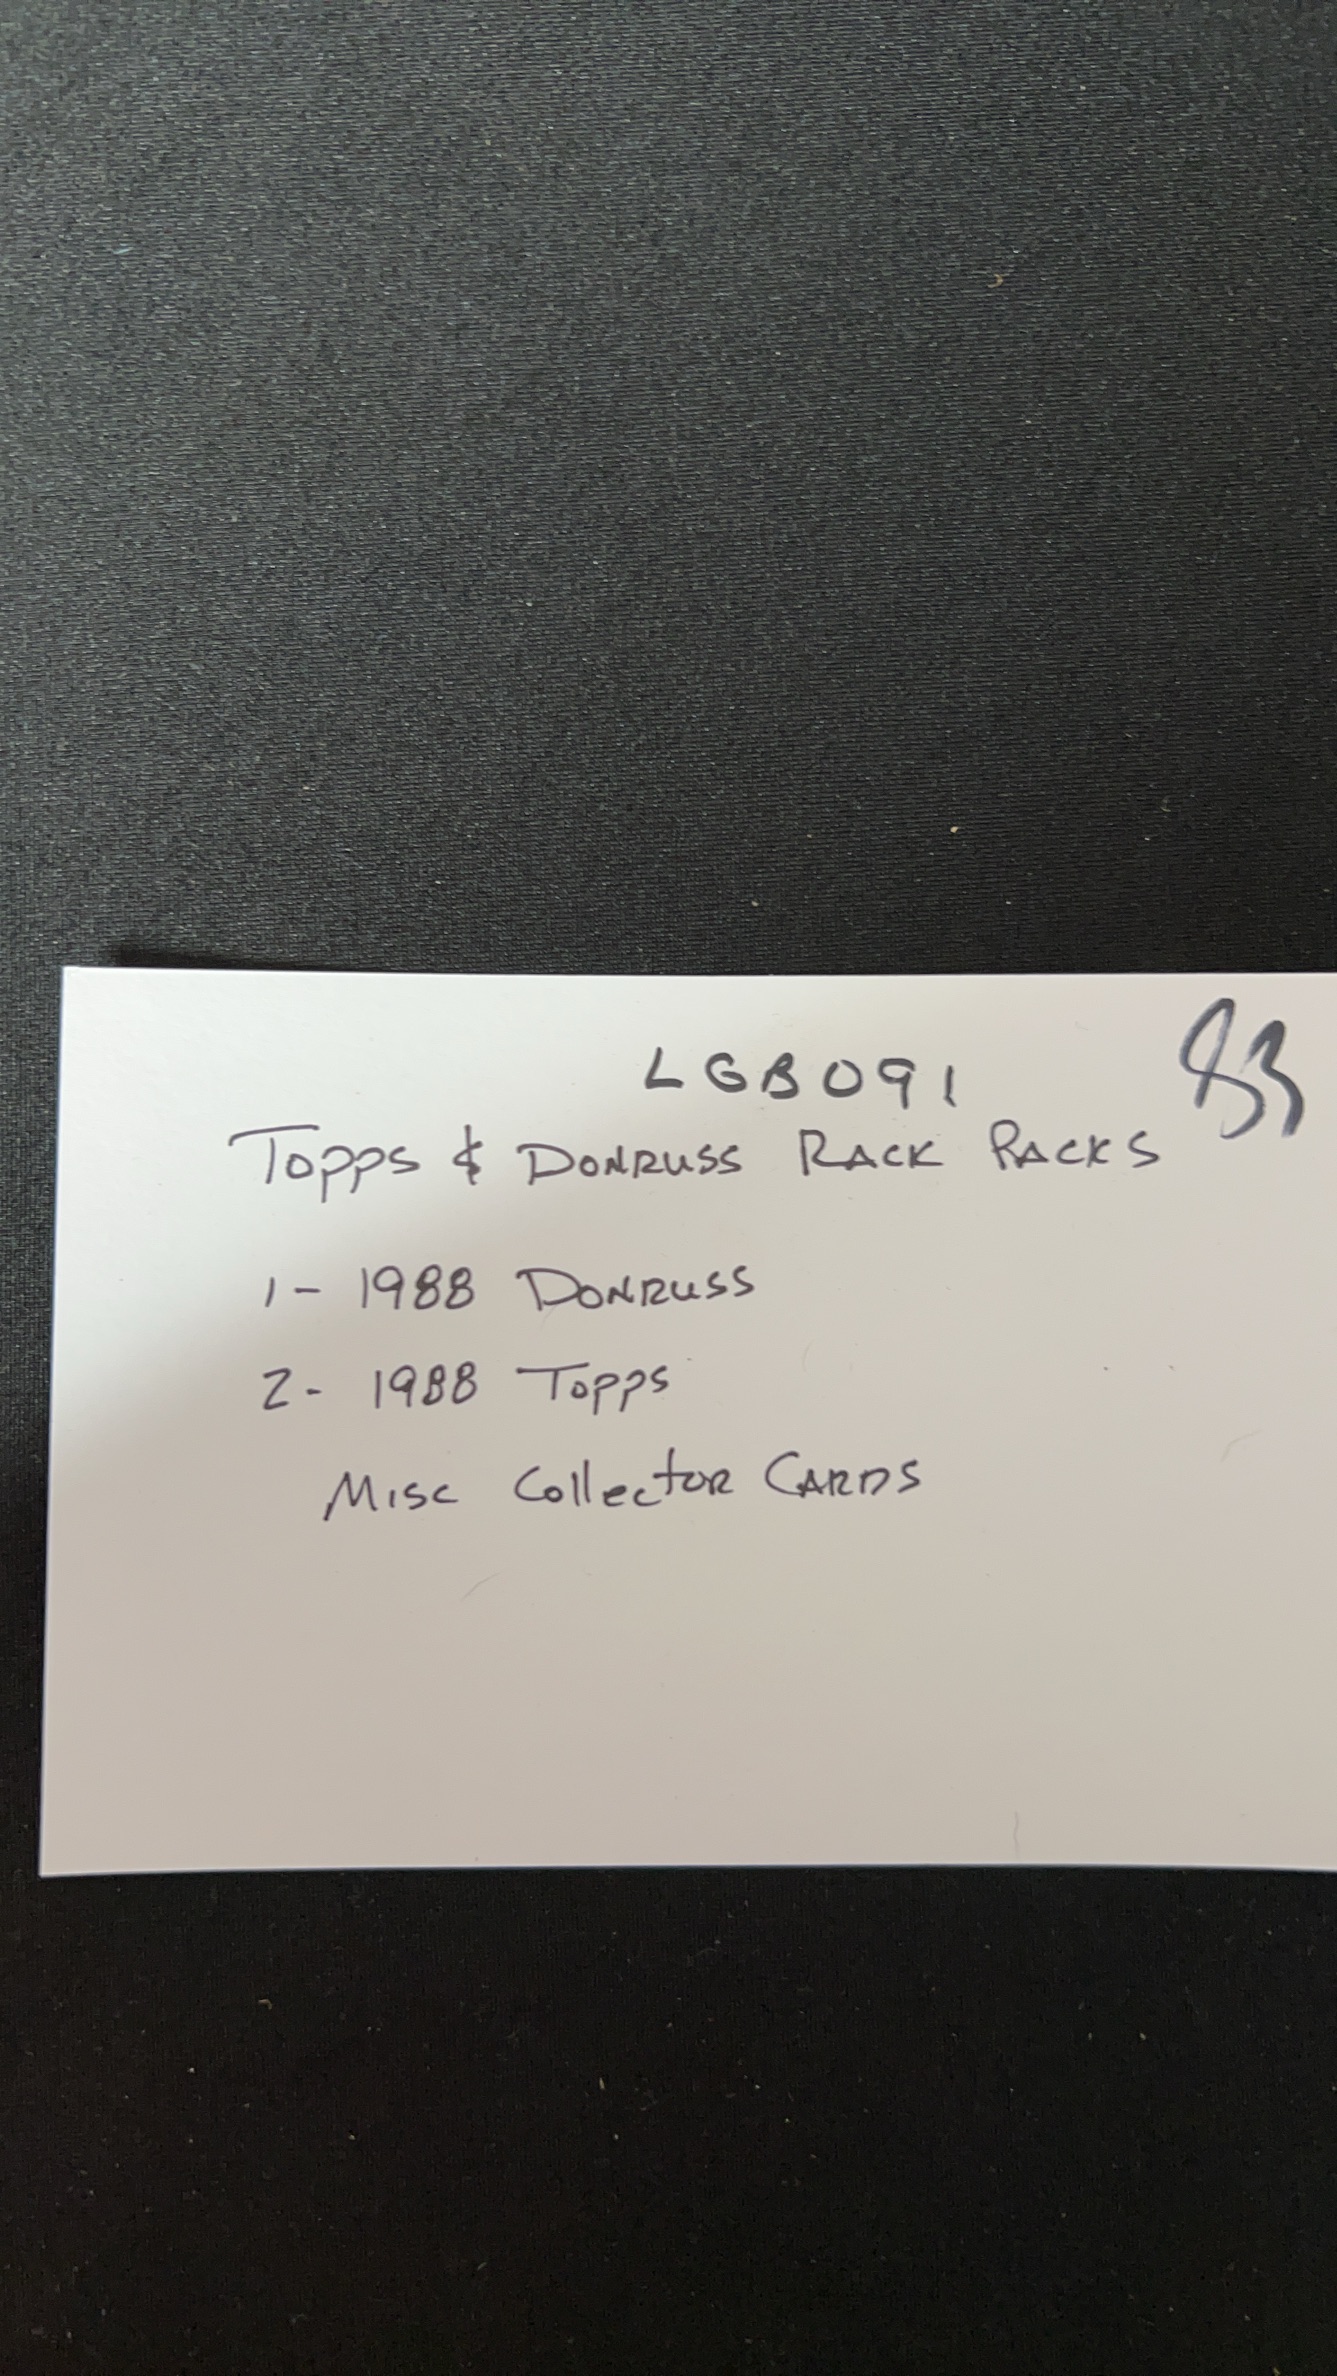 LGB091
83
Topps & DONRUSS RACK PACKS
1 - 1988 DONRUSS
2 - 1988 Topps
Misc Collector CARDS